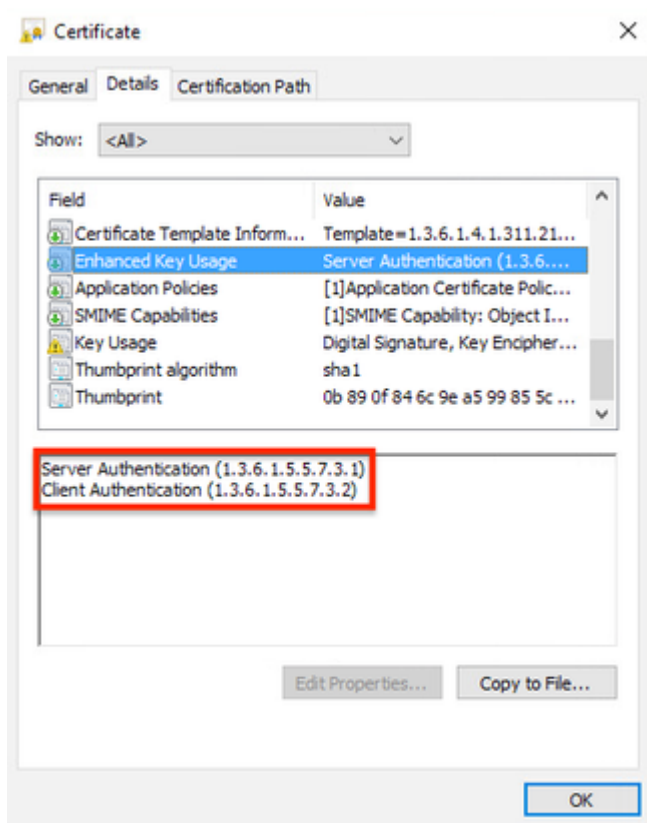 Certificate
General Details Certification Path
Show: <All>
Field Value
Certificate Template Inform... Template=1.3.6.1.4.1.311.21...
Enhanced Key Usage Server Authentication (1.3.6....
Application Policies [1]Application Certificate Polic...
SMIME Capabilities [1]SMIME Capability: Object I...
Key Usage Digital Signature, Key Encipher...
Thumbprint algorithm sha1
Thumbprint 0b 89 0f 84 6c 9e a5 99 85 5c ...
Server Authentication (1.3.6.1.5.5.7.3.1)
Client Authentication (1.3.6.1.5.5.7.3.2)
Edit Properties... Copy to File...
OK